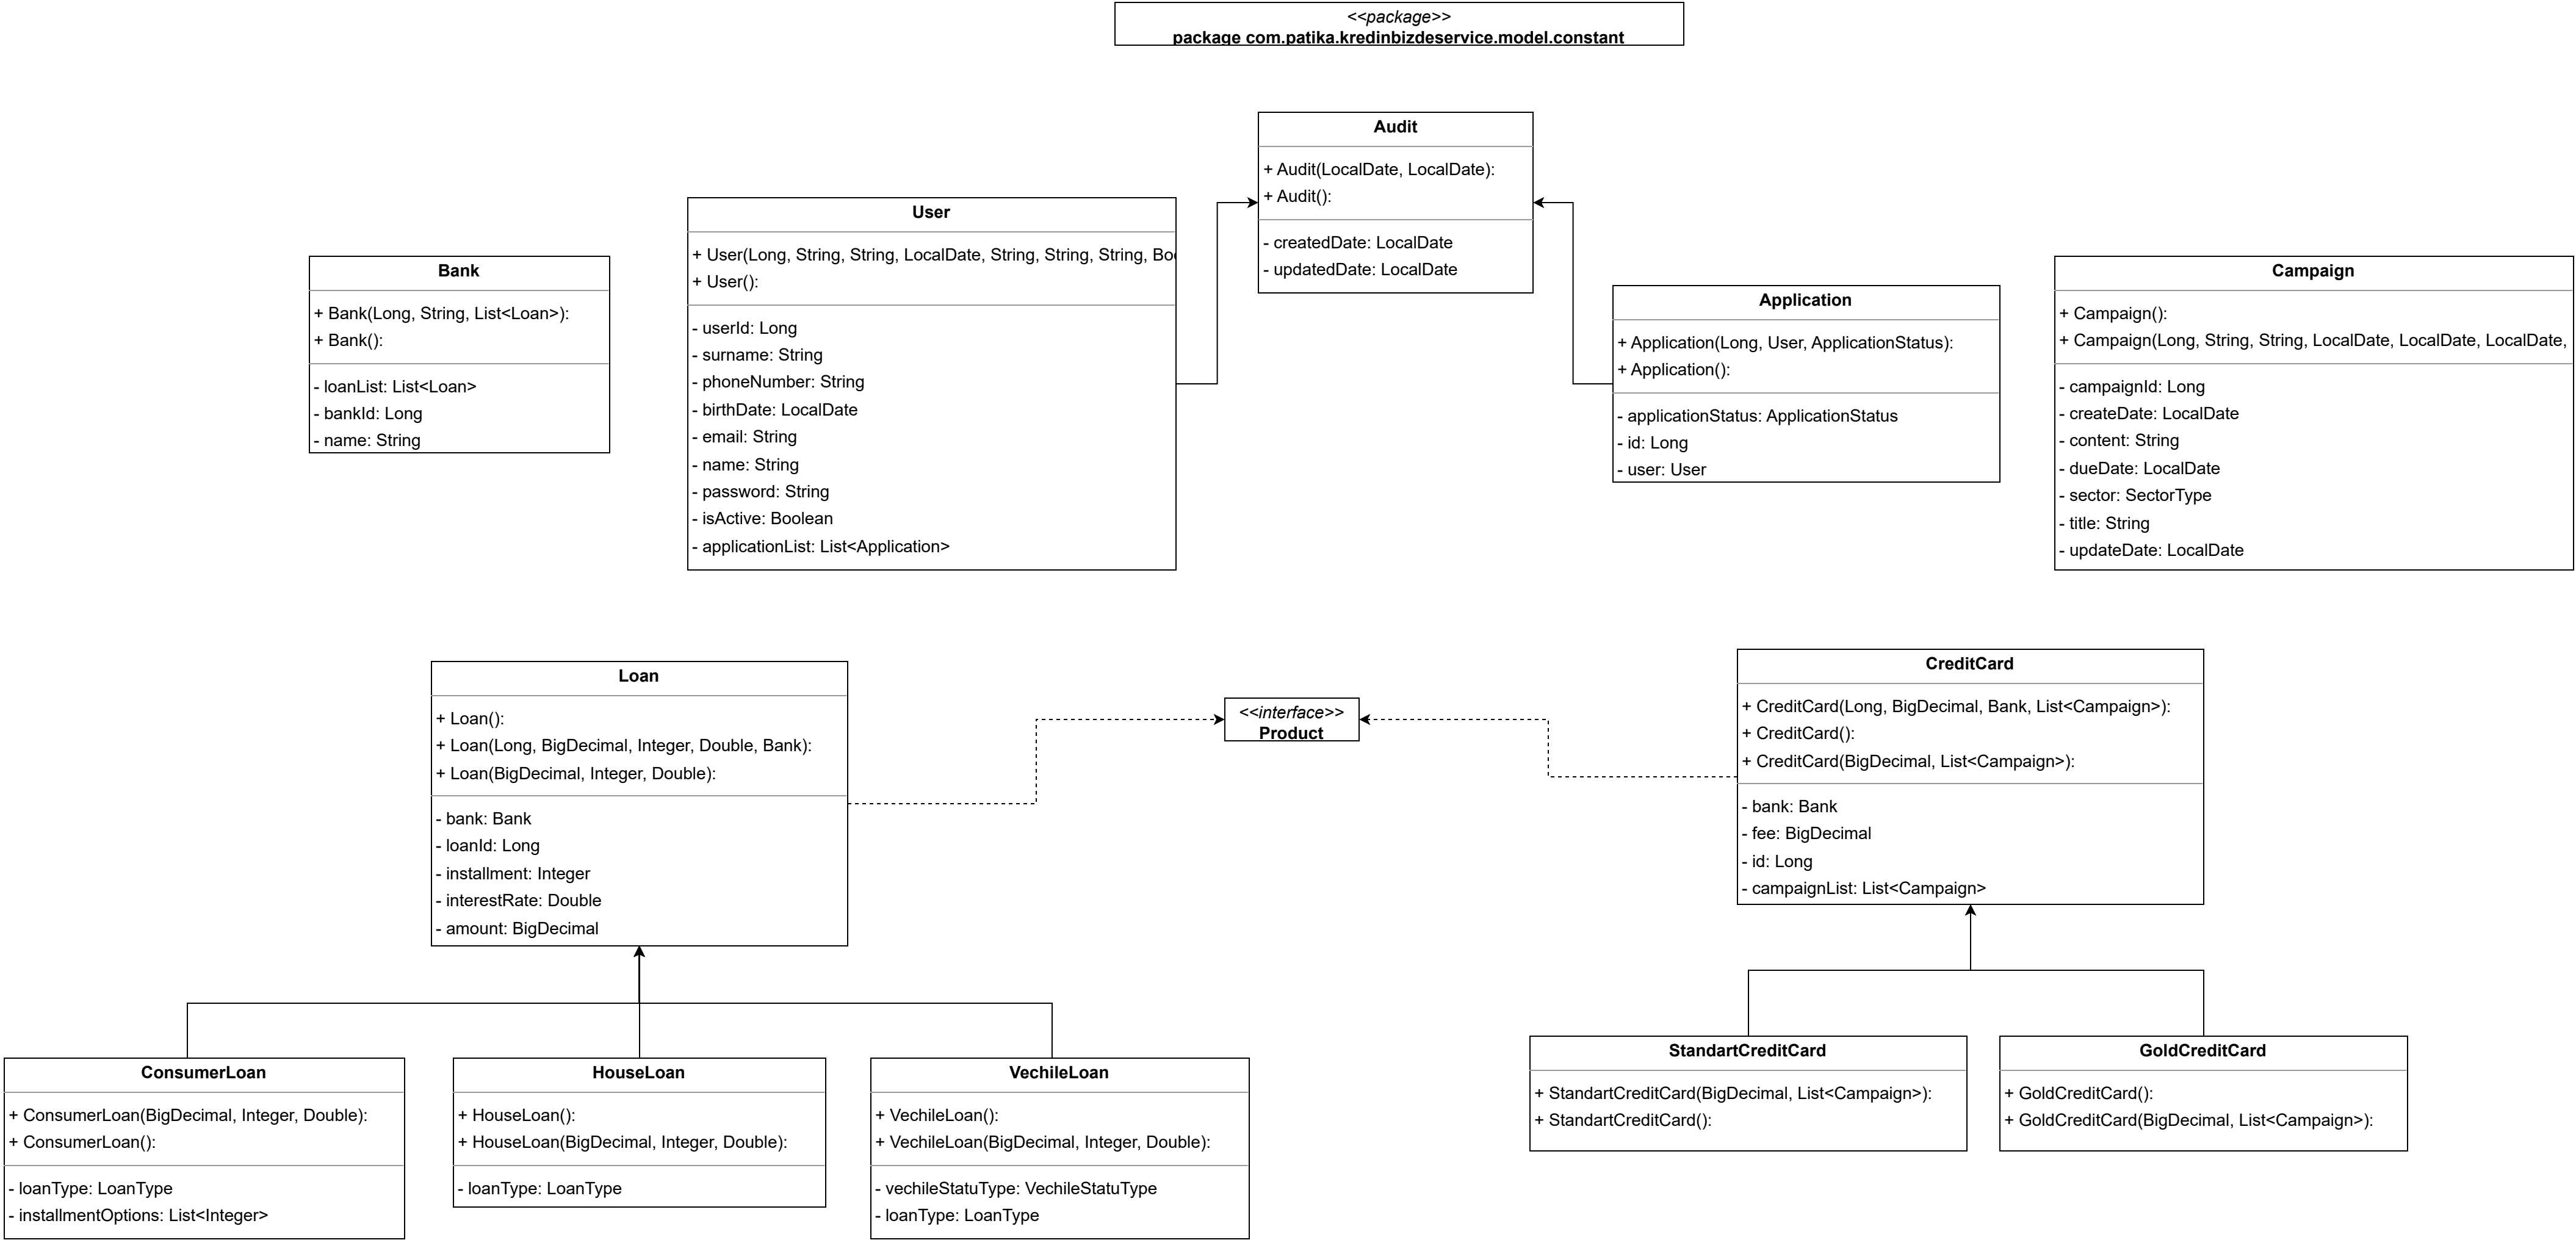 <<package>>
package com.patika.kredinbizdeservice.model.constant
Audit
+ Audit(LocalDate, LocalDate):
+ Audit():
- createdDate: LocalDate
- updatedDate: LocalDate
User
+ User(Long, String, String, LocalDate, String, String, String, Boo
+ User():
- userId: Long
- surname: String
- phoneNumber: String
- birthDate: LocalDate
- email: String
- name: String
- password: String
- isActive: Boolean
- applicationList: List<Application>
Bank
+ Bank(Long, String, List<Loan>):
+ Bank():
- loanList: List<Loan>
- bankId: Long
- name: String
Application
+ Application(Long, User, ApplicationStatus):
+ Application():
- applicationStatus: ApplicationStatus
- id: Long
- user: User
Campaign
+ Campaign():
+ Campaign(Long, String, String, LocalDate, LocalDate, LocalDate,
- campaignId: Long
- createDate: LocalDate
- content: String
- dueDate: LocalDate
- sector: SectorType
- title: String
- updateDate: LocalDate
Loan
+ Loan():
+ Loan(Long, BigDecimal, Integer, Double, Bank):
+ Loan(BigDecimal, Integer, Double):
- bank: Bank
- loanId: Long
- installment: Integer
- interestRate: Double
- amount: BigDecimal
<<interface>>
Product
CreditCard
+ CreditCard(Long, BigDecimal, Bank, List<Campaign>):
+ CreditCard():
+ CreditCard(BigDecimal, List<Campaign>):
- bank: Bank
- fee: BigDecimal
- id: Long
- campaignList: List<Campaign>
ConsumerLoan
+ ConsumerLoan(BigDecimal, Integer, Double):
+ ConsumerLoan():
- loanType: LoanType
- installmentOptions: List<Integer>
HouseLoan
+ HouseLoan():
+ HouseLoan(BigDecimal, Integer, Double):
- loanType: LoanType
VechileLoan
+ VechileLoan():
+ VechileLoan(BigDecimal, Integer, Double):
- vechileStatuType: VechileStatuType
- loanType: LoanType
StandartCreditCard
+ StandartCreditCard(BigDecimal, List<Campaign>):
+ StandartCreditCard():
GoldCreditCard
+ GoldCreditCard():
+ GoldCreditCard(BigDecimal, List<Campaign>):